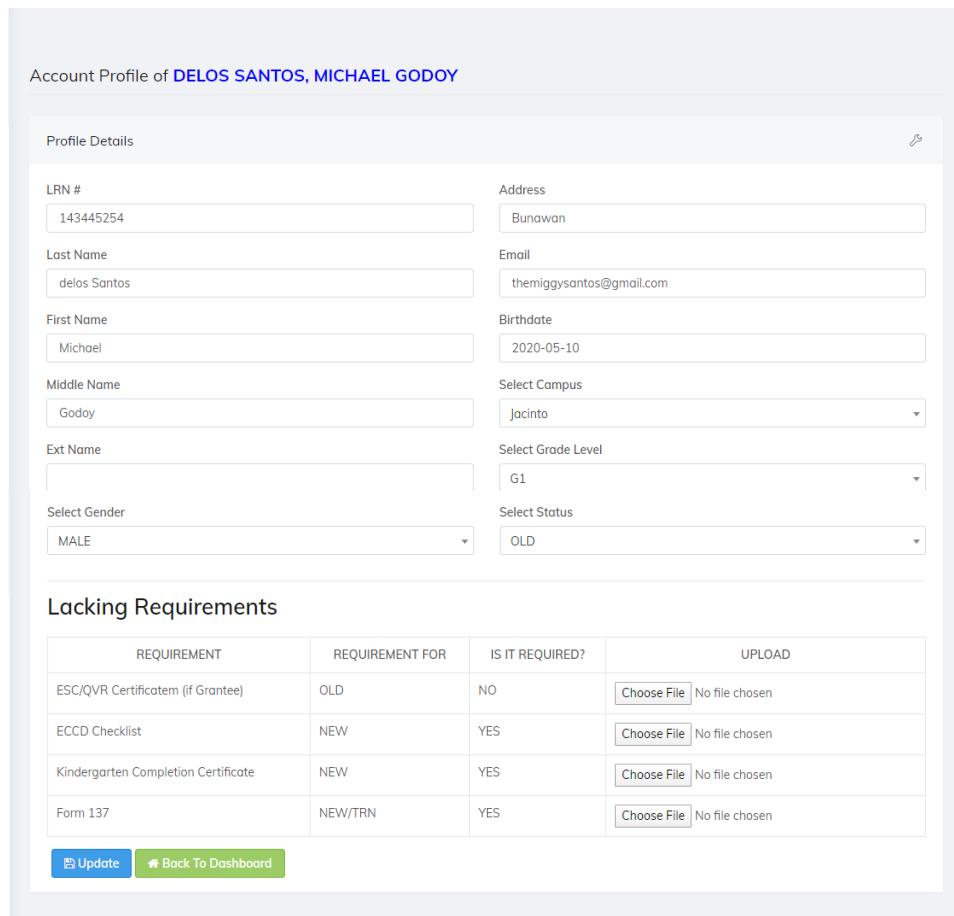 Account Profile of DELOS SANTOS, MICHAEL GODOY
Profile Details
LRN #
143445254
Last Name
delos Santos
First Name
Michael
Middle Name
Godoy
Ext Name
Select Gender
MALE
Address
Bunawan
Email
themiggysantos@gmail.com
Birthdate
2020-05-10
Select Campus
Jacinto
Select Grade Level
G1
Select Status
OLD
Lacking Requirements
REQUIREMENT REQUIREMENT FOR IS IT REQUIRED? UPLOAD
ESC/QVR Certificatem (if Grantee) OLD NO Choose File No file chosen
ECCD Checklist NEW YES Choose File No file chosen
Kindergarten Completion Certificate NEW YES Choose File No file chosen
Form 137 NEW/TRN YES Choose File No file chosen
Update Back To Dashboard